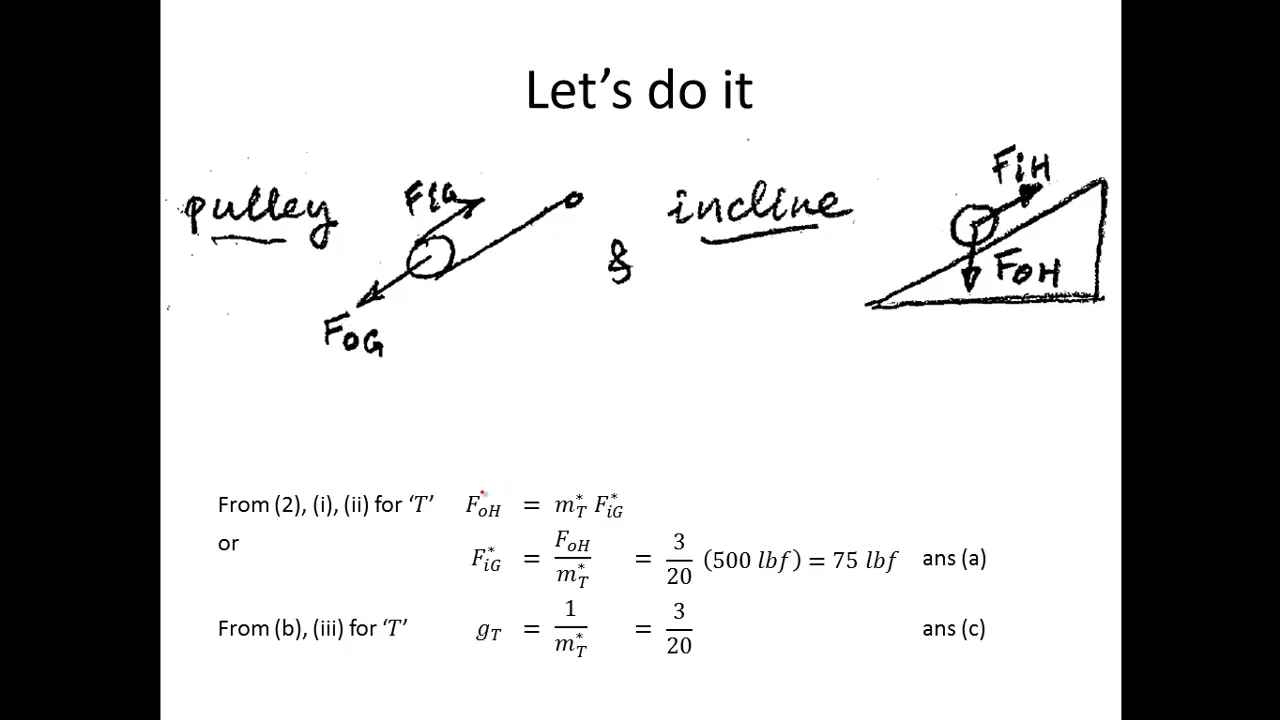 Let's do it
pulley FiG FoG & incline FiH FoH
From (2), (i), (ii) for ‘T’ F_oH = m*_T F*_iG
or F*_iG = F_oH / m*_T = 3/20 (500 lbf) = 75 lbf ans (a)
From (b), (iii) for ‘T’ g_T = 1 / m*_T = 3/20 ans (c)